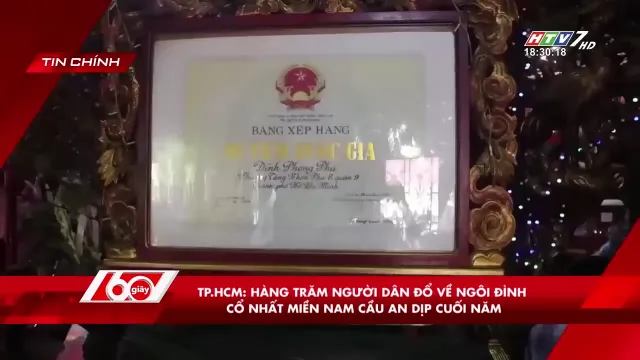 TIN CHÍNH
HTV7 HD
18:30:18
BẰNG XẾP HẠNG
GIA
Đình Phong Phú
60 giây
TP.HCM: HÀNG TRĂM NGƯỜI DÂN ĐỔ VỀ NGÔI ĐÌNH
CỔ NHẤT MIỀN NAM CẦU AN DỊP CUỐI NĂM